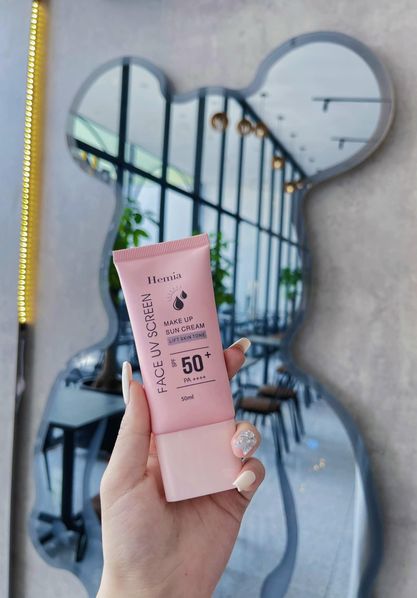 Hemia
FACE UV SCREEN
MAKE UP
SUN CREAM
LIFT SKIN TONE
SPF 50+
PA ++++
50ml